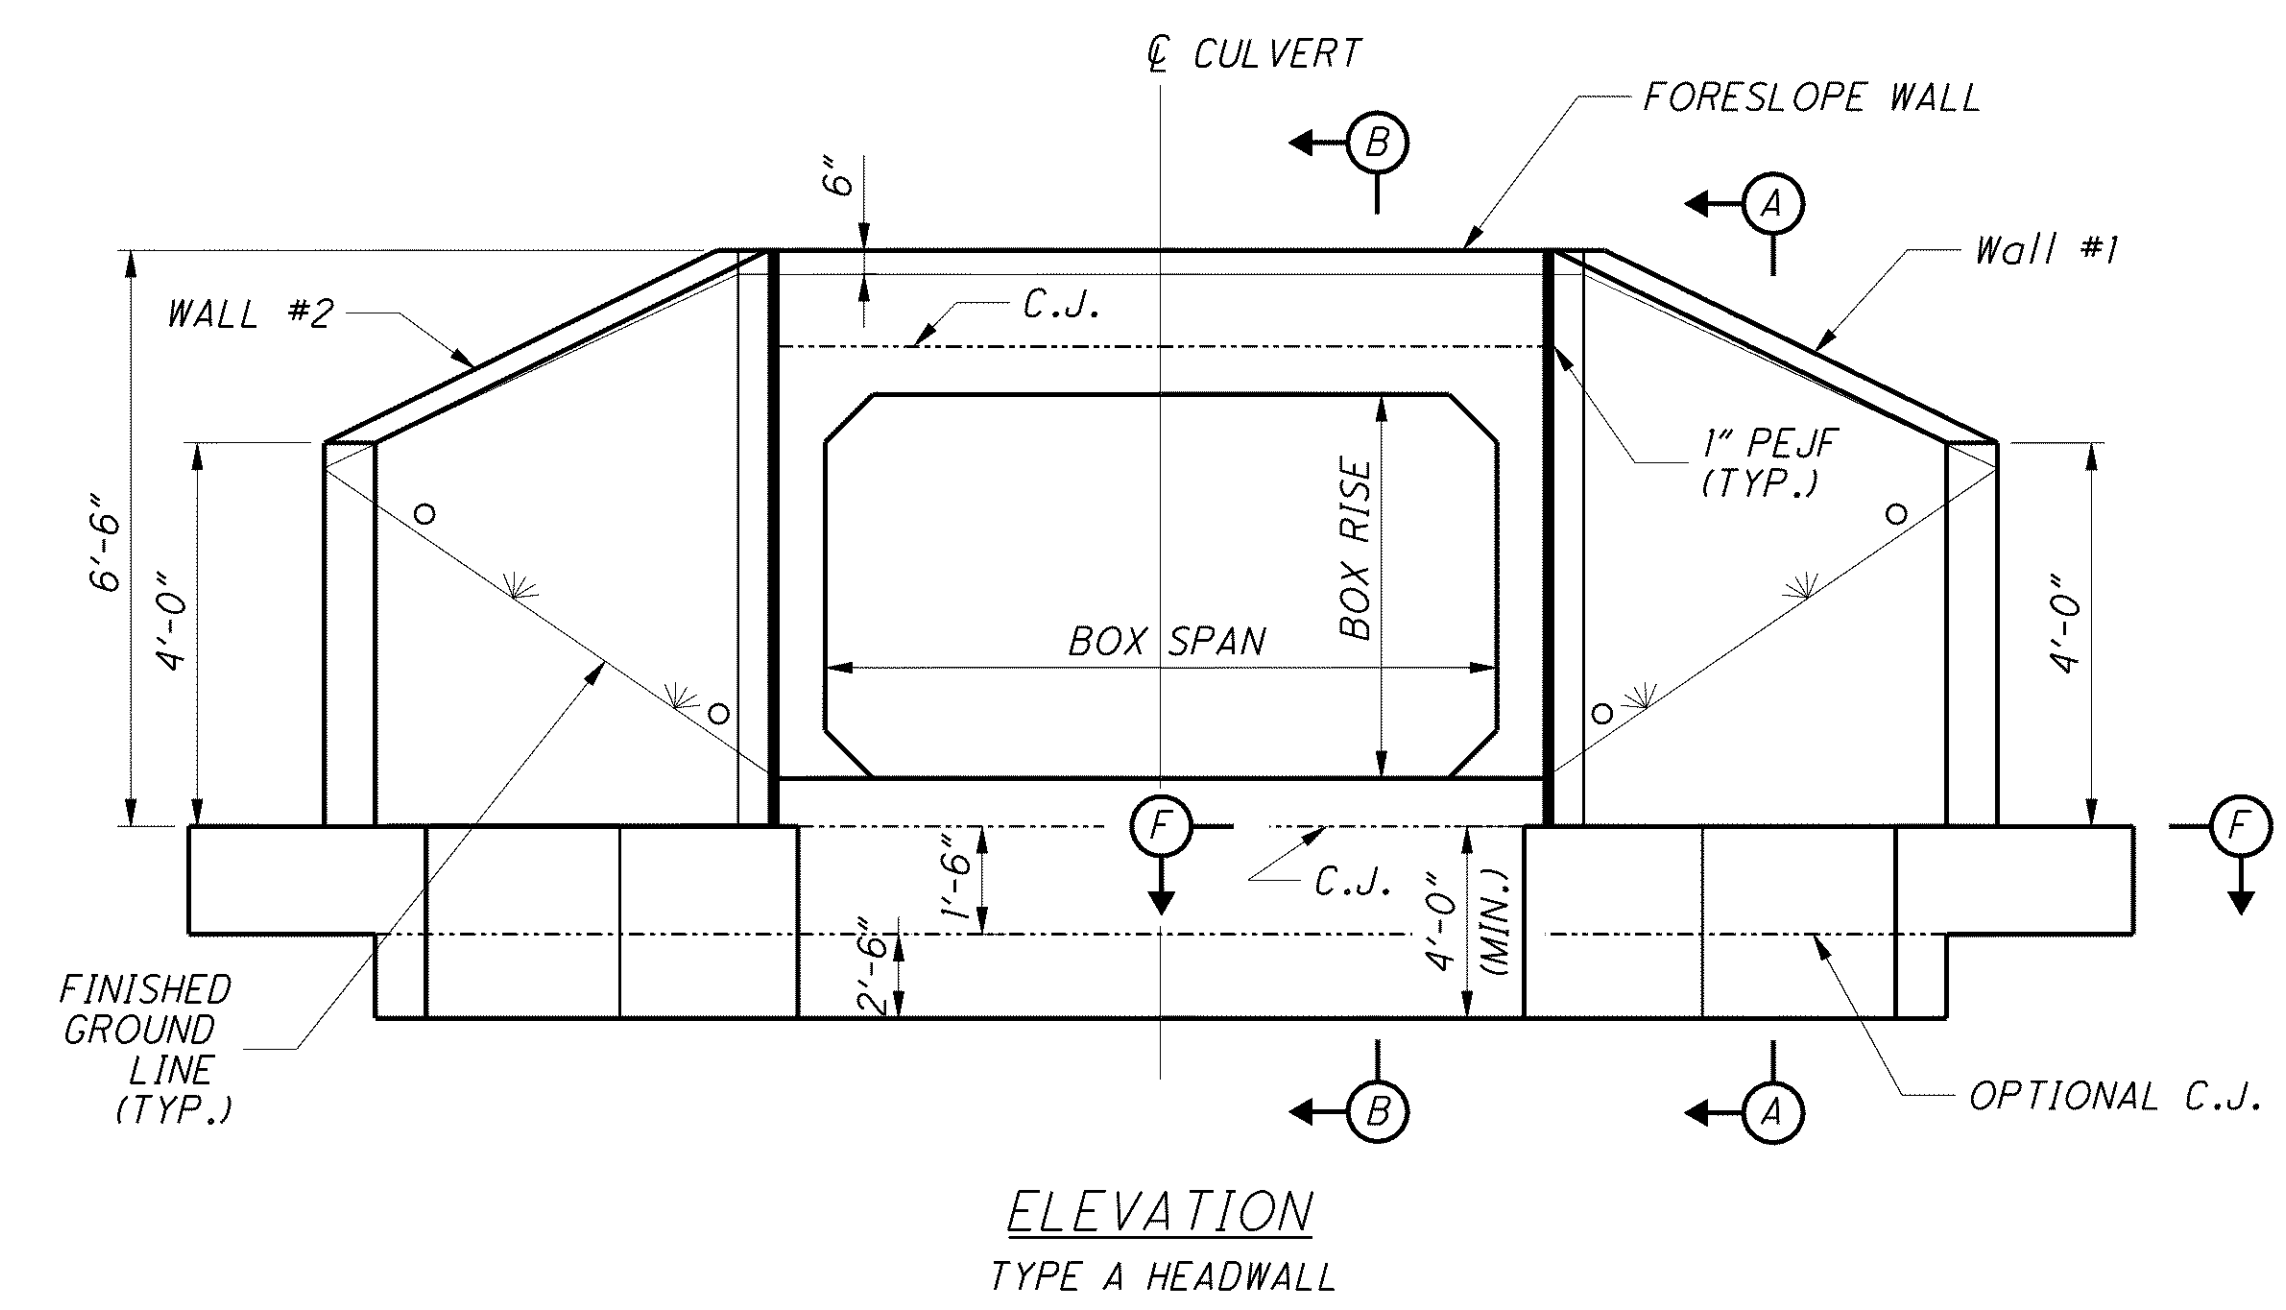 ℄ CULVERT
FORESLOPE WALL
B
A
6"
Wall #1
WALL #2
C.J.
1" PEJF
(TYP.)
BOX RISE
6'-6"
4'-0"
4'-0"
BOX SPAN
F
F
C.J.
1'-6"
4'-0"
(MIN.)
2'-6"
FINISHED
GROUND
LINE
(TYP.)
OPTIONAL C.J.
B
A
ELEVATION
TYPE A HEADWALL